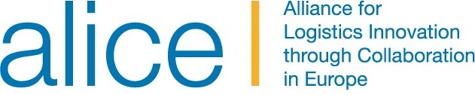 alice
Alliance for
Logistics Innovation
through Collaboration
in Europe